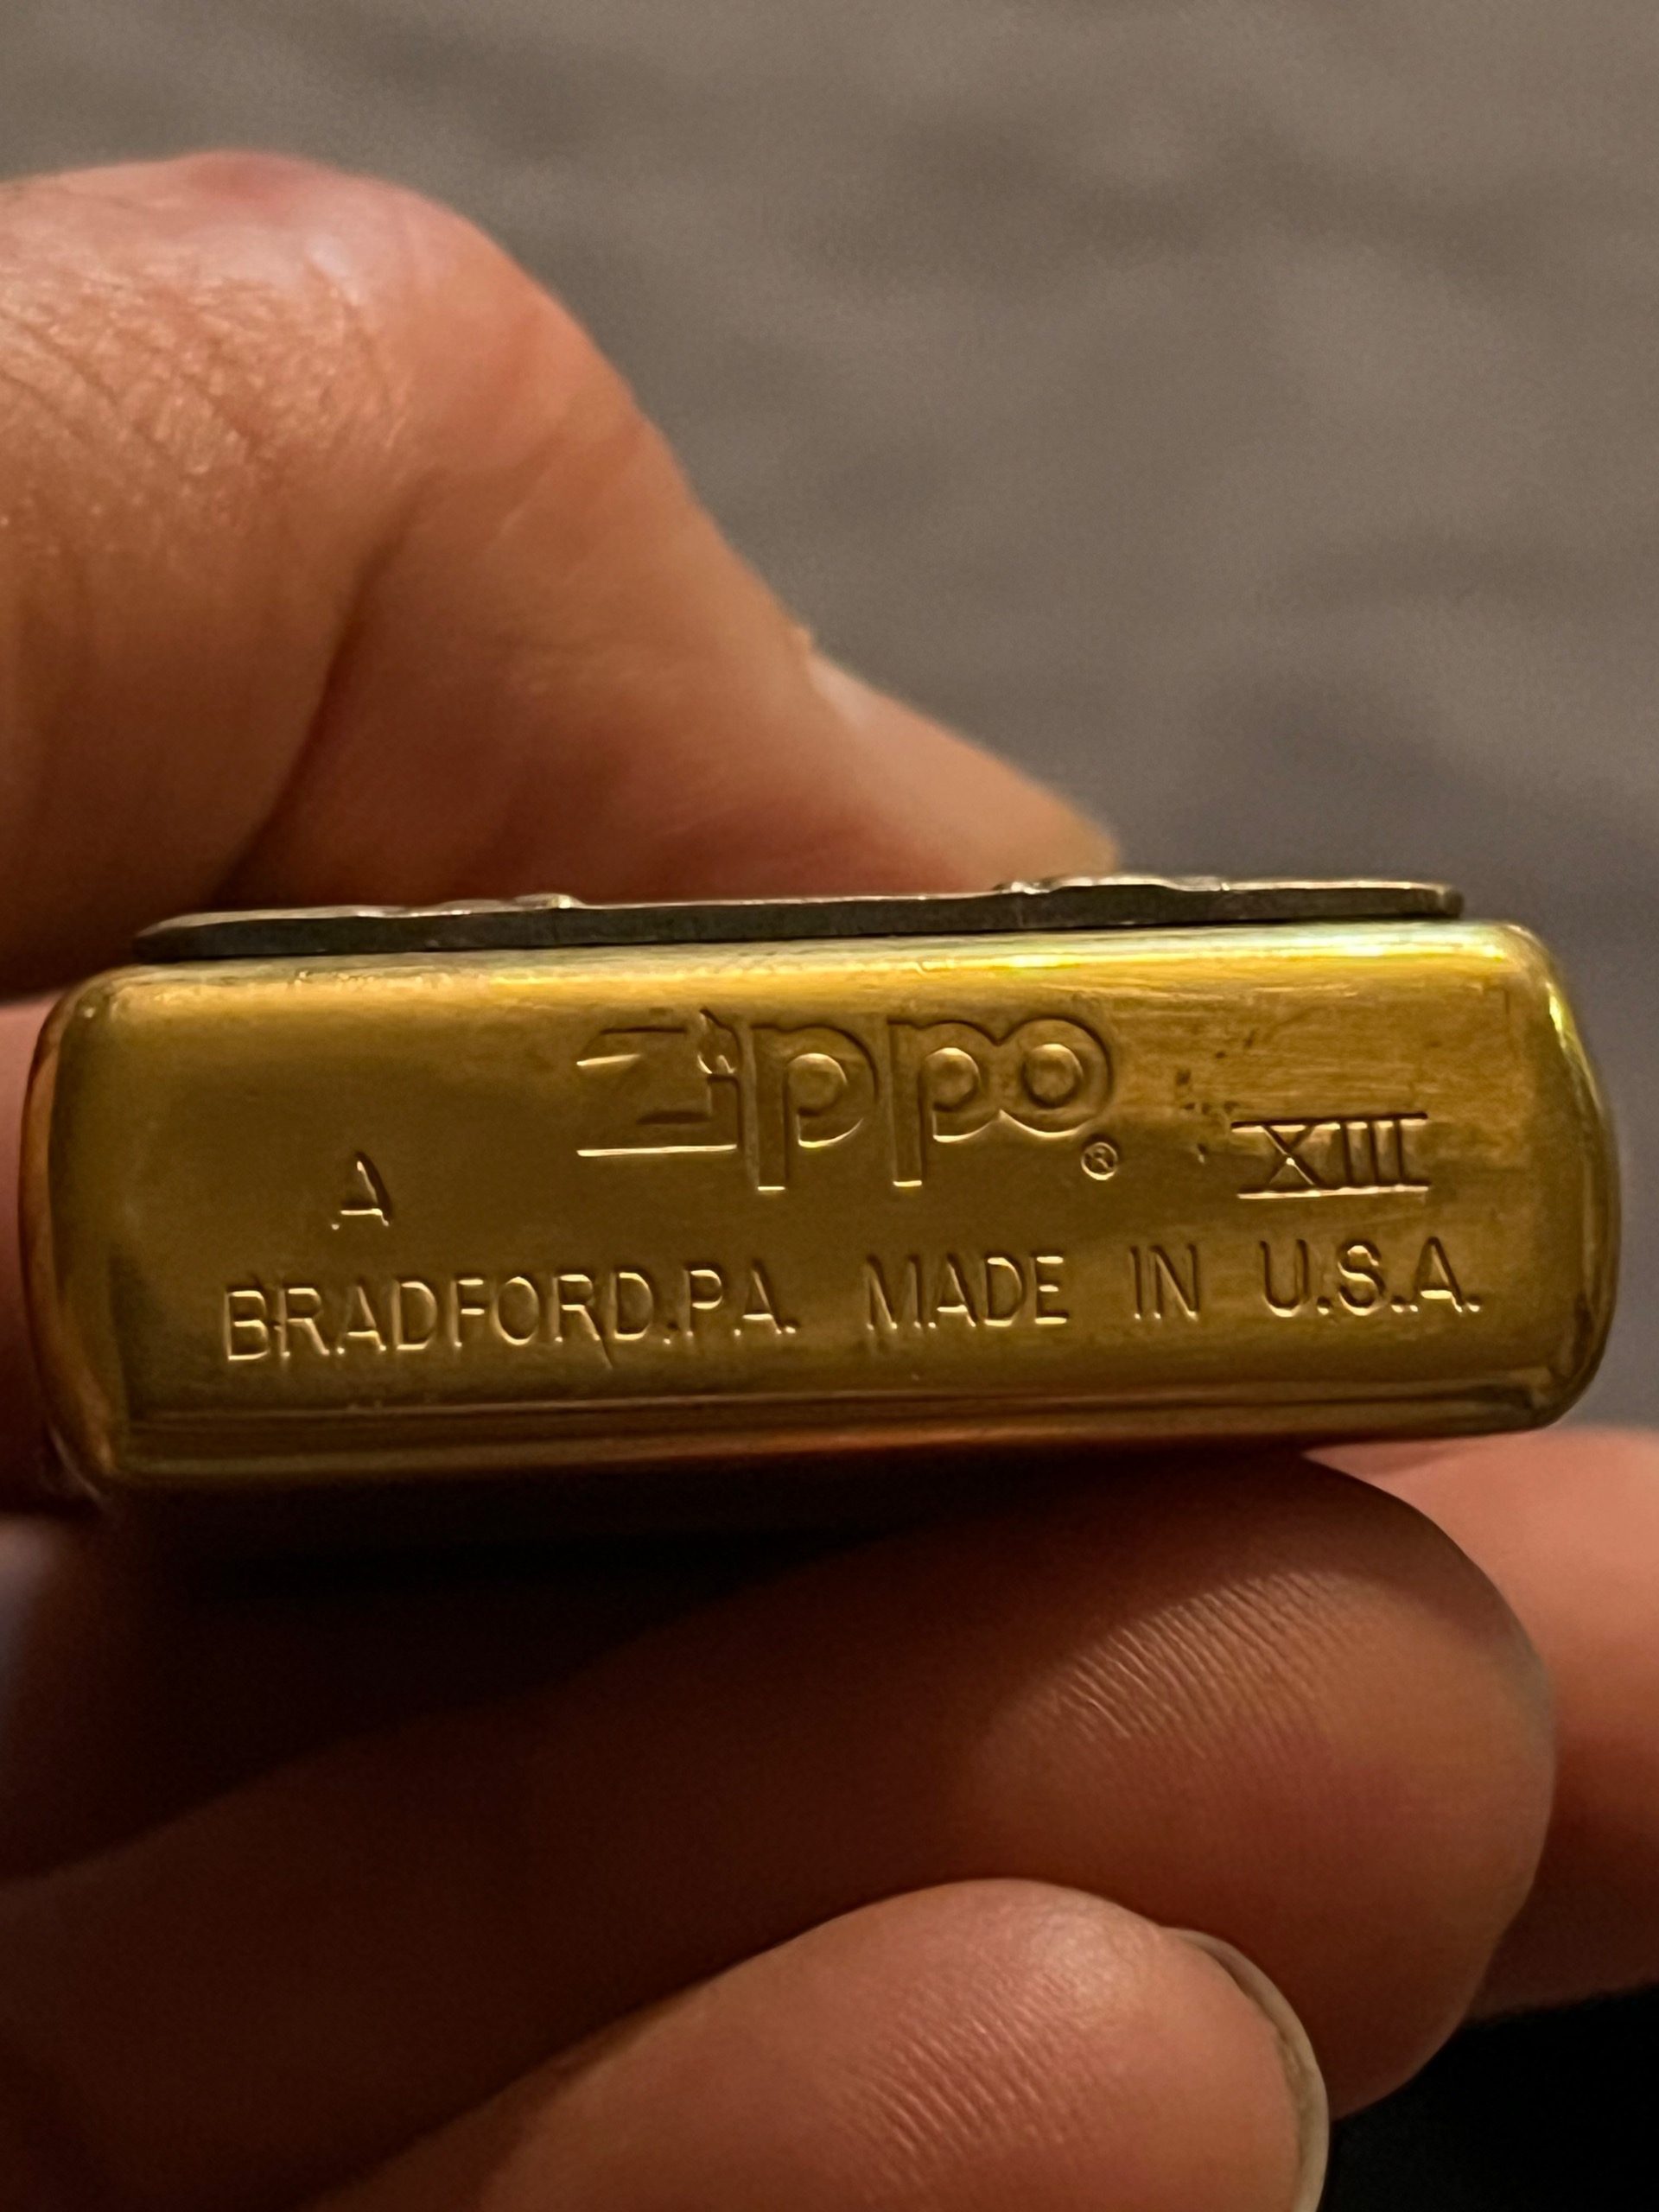 Zippo®
A XIII
BRADFORD.PA. MADE IN U.S.A.